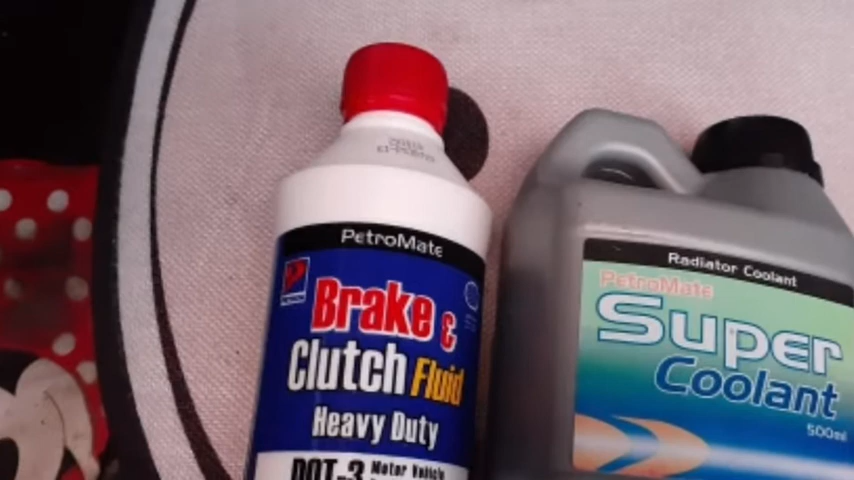 PetroMate
Brake &
Clutch Fluid
Heavy Duty
DOT-3 Motor Vehicle
Radiator Coolant
PetroMate
Super
Coolant
500ml